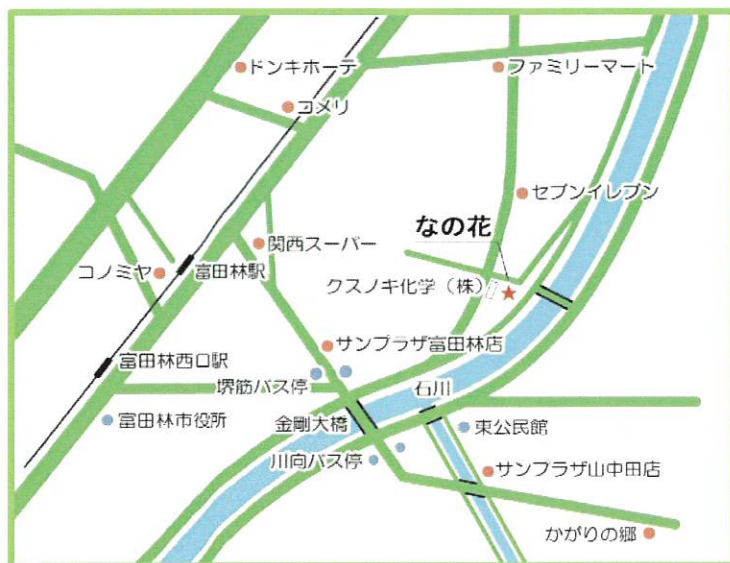 ドンキホーテ
ファミリーマート
コメリ
セブンイレブン
なの花
関西スーパー
コノミヤ
富田林駅
クスノキ化学(株)
サンプラザ富田林店
富田林西口駅
堺筋バス停
石川
富田林市役所
金剛大橋
東公民館
川向バス停
サンプラザ山中田店
かがりの郷